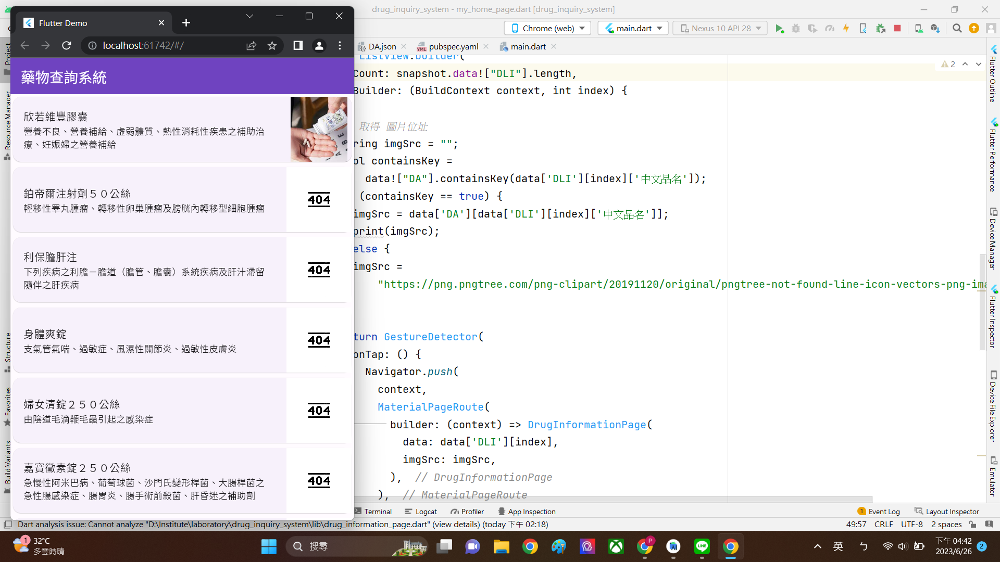 drug_inquiry_system - my_home_page.dart [drug_inquiry_system]
Flutter Demo
localhost:61742/#/
藥物查詢系統
欣若維豐膠囊
營養不良、營養補給、虛弱體質、熱性消耗性疾患之補助治
療、妊娠婦之營養補給
鉑帝爾注射劑５０公絲
輕移性睪丸腫瘤、轉移性卵巢腫瘤及膀胱內轉移型細胞腫瘤
404
利保膽肝注
下列疾病之利膽－膽道（膽管、膽囊）系統疾病及肝汁滯留
隨伴之肝疾病
404
身體爽錠
支氣管氣喘、過敏症、風濕性關節炎、過敏性皮膚炎
404
婦女清錠２５０公絲
由陰道毛滴鞭毛蟲引起之感染症
404
嘉寶黴素錠２５０公絲
急慢性阿米巴病、葡萄球菌、沙門氏變形桿菌、大腸桿菌之
急性腸感染症、腸胃炎、腸手術前殺菌、肝昏迷之補助劑
404
Chrome (web)
main.dart
Nexus 10 API 28
DA.json
pubspec.yaml
main.dart
ListView.builder(
Count: snapshot.data!["DLI"].length,
Builder: (BuildContext context, int index) {
取得 圖片位址
ring imgSrc = "";
ol containsKey =
data!["DA"].containsKey(data['DLI'][index]['中文品名']);
(containsKey == true) {
imgSrc = data['DA'][data['DLI'][index]['中文品名']];
print(imgSrc);
else {
imgSrc =
"https://png.pngtree.com/png-clipart/20191120/original/pngtree-not-found-line-icon-vectors-png-ima
turn GestureDetector(
onTap: () {
Navigator.push(
context,
MaterialPageRoute(
builder: (context) => DrugInformationPage(
data: data['DLI'][index],
imgSrc: imgSrc,
), // DrugInformationPage
), // MaterialPageRoute
2
Project
Resource Manager
Structure
Favorites
Build Variants
Flutter Outline
Flutter Performance
Device Manager
Flutter Inspector
Device File Explorer
Emulator
Terminal
Logcat
Profiler
App Inspection
1 Event Log
Layout Inspector
Dart analysis issue: Cannot analyze "D:\Institute\laboratory\drug_inquiry_system\lib\drug_information_page.dart" (view details) (today 下午 02:18)
49:57 CRLF UTF-8 2 spaces
1
32°C
多雲時晴
搜尋
P
LINE
英
ㄅ
下午 04:42
2023/6/26
2